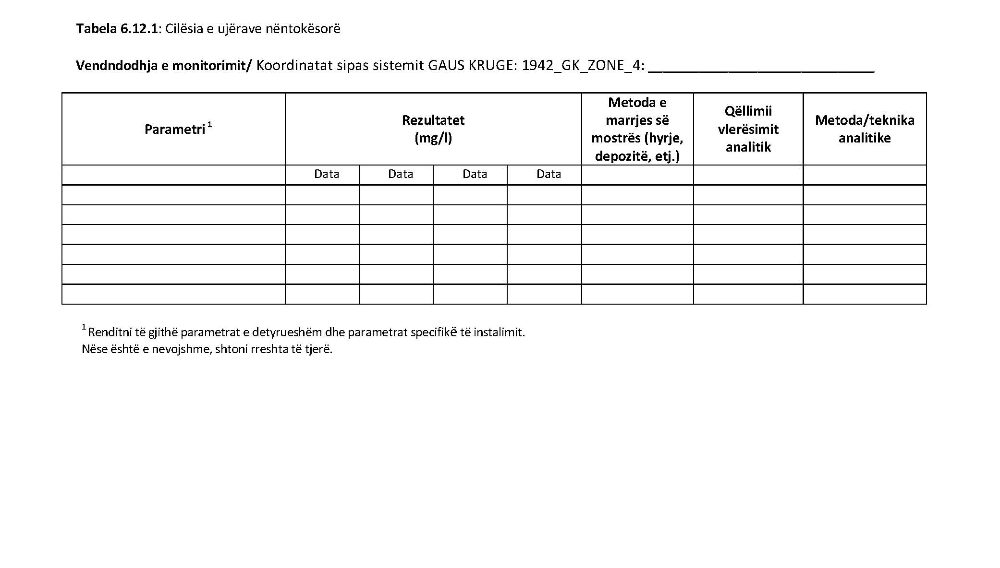 Tabela 6.12.1: Cilësia e ujërave nëntokësorë
Vendndodhja e monitorimit/ Koordinatat sipas sistemit GAUS KRUGE: 1942_GK_ZONE_4: _______________________________
Parametri 1
Rezultatet
(mg/l)
Metoda e
marrjes së
mostrës (hyrje,
depozitë, etj.)
Qëllimii
vlerësimit
analitik
Metoda/teknika
analitike
Data Data Data Data
1 Renditni të gjithë parametrat e detyrueshëm dhe parametrat specifikë të instalimit.
Nëse është e nevojshme, shtoni rreshta të tjerë.